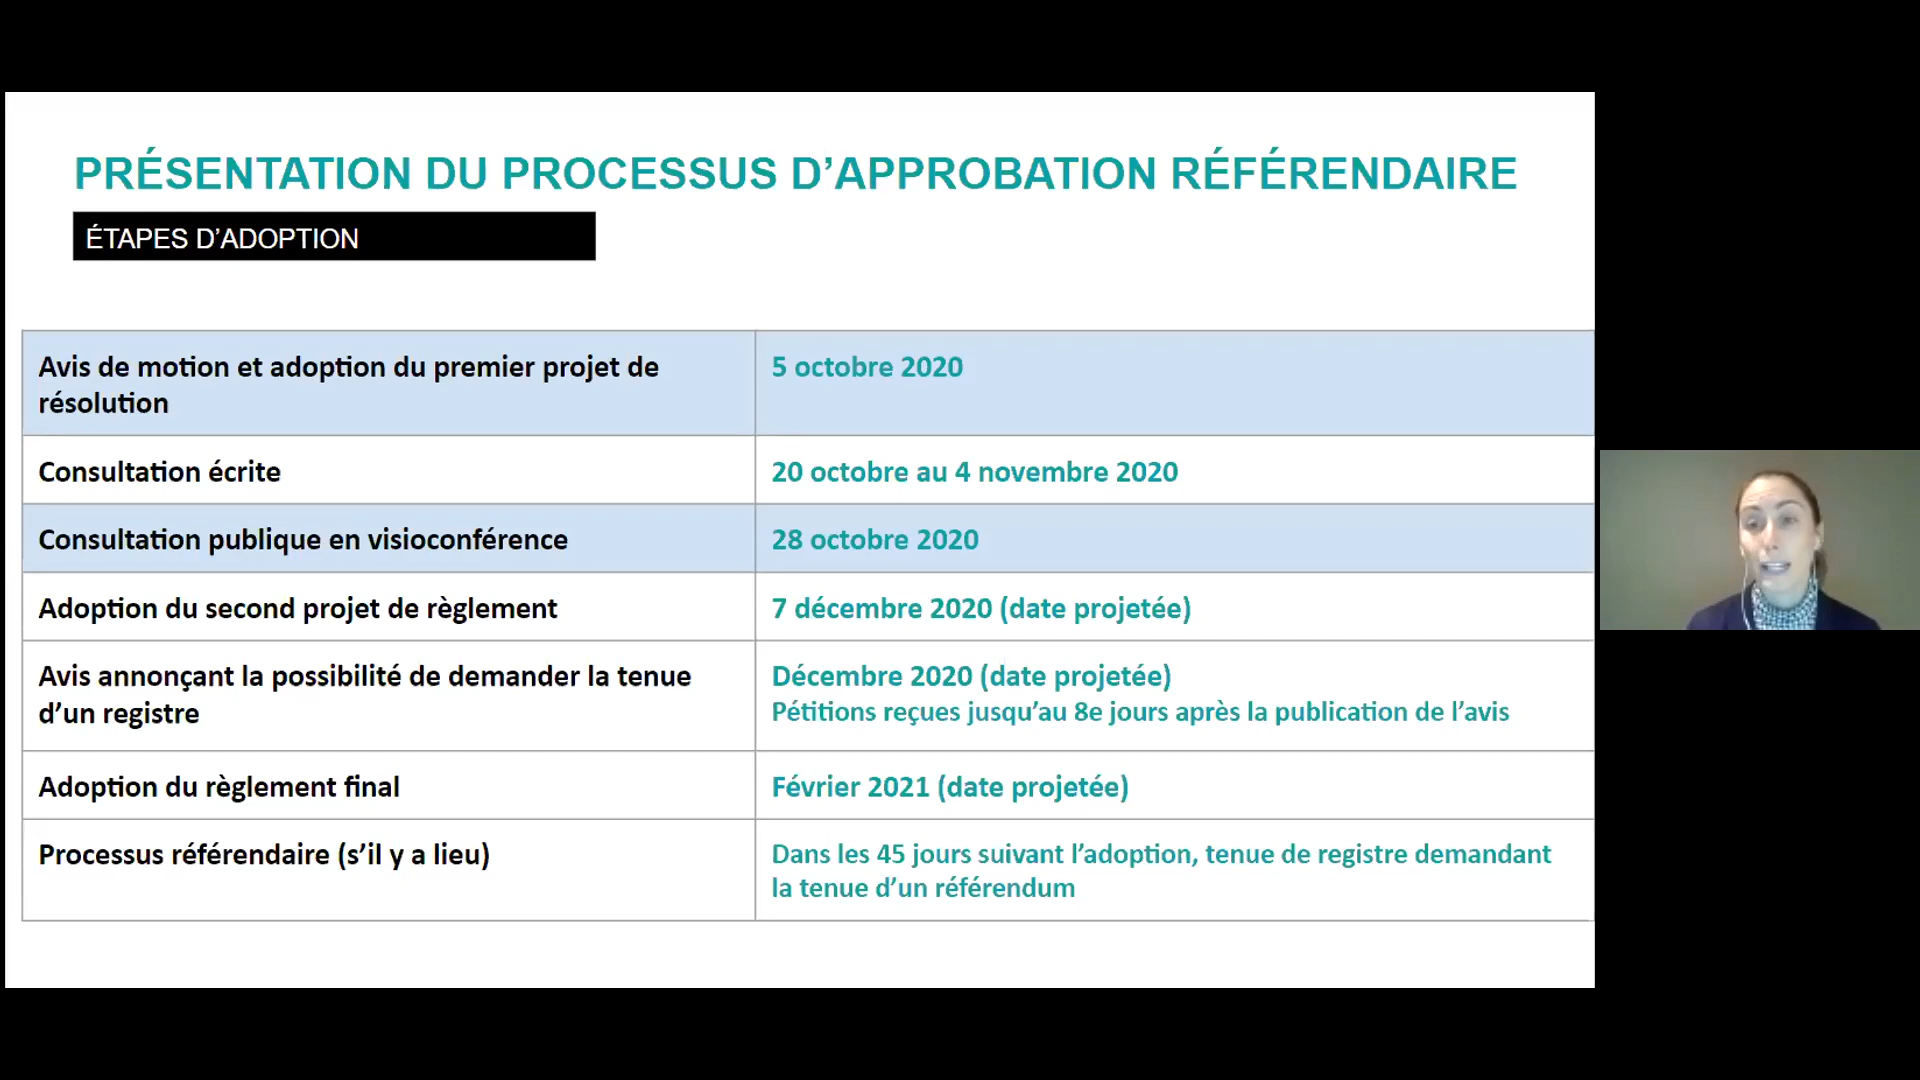 PRÉSENTATION DU PROCESSUS D’APPROBATION RÉFÉRENDAIRE
ÉTAPES D’ADOPTION
Avis de motion et adoption du premier projet de
résolution
5 octobre 2020
Consultation écrite
20 octobre au 4 novembre 2020
Consultation publique en visioconférence
28 octobre 2020
Adoption du second projet de règlement
7 décembre 2020 (date projetée)
Avis annonçant la possibilité de demander la tenue
d’un registre
Décembre 2020 (date projetée)
Pétitions reçues jusqu’au 8e jours après la publication de l’avis
Adoption du règlement final
Février 2021 (date projetée)
Processus référendaire (s’il y a lieu)
Dans les 45 jours suivant l’adoption, tenue de registre demandant
la tenue d’un référendum